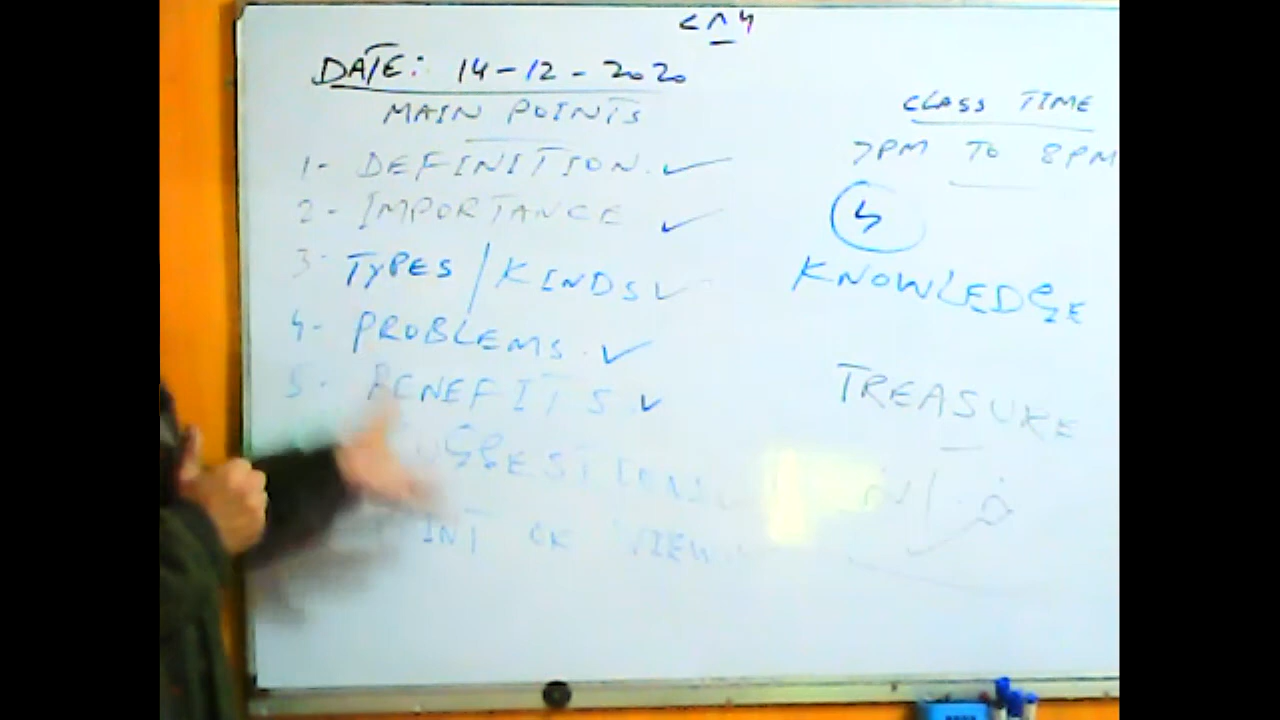 DATE: 14-12-2020
MAIN POINTS
1- DEFINITION. ✓
2- IMPORTANCE ✓
3- TYPES / KINDS ✓
4- PROBLEMS. ✓
5. BENEFITS. ✓
VIEW.
CLASS TIME
7PM TO 8PM
KNOWLEDGE
TREASURE